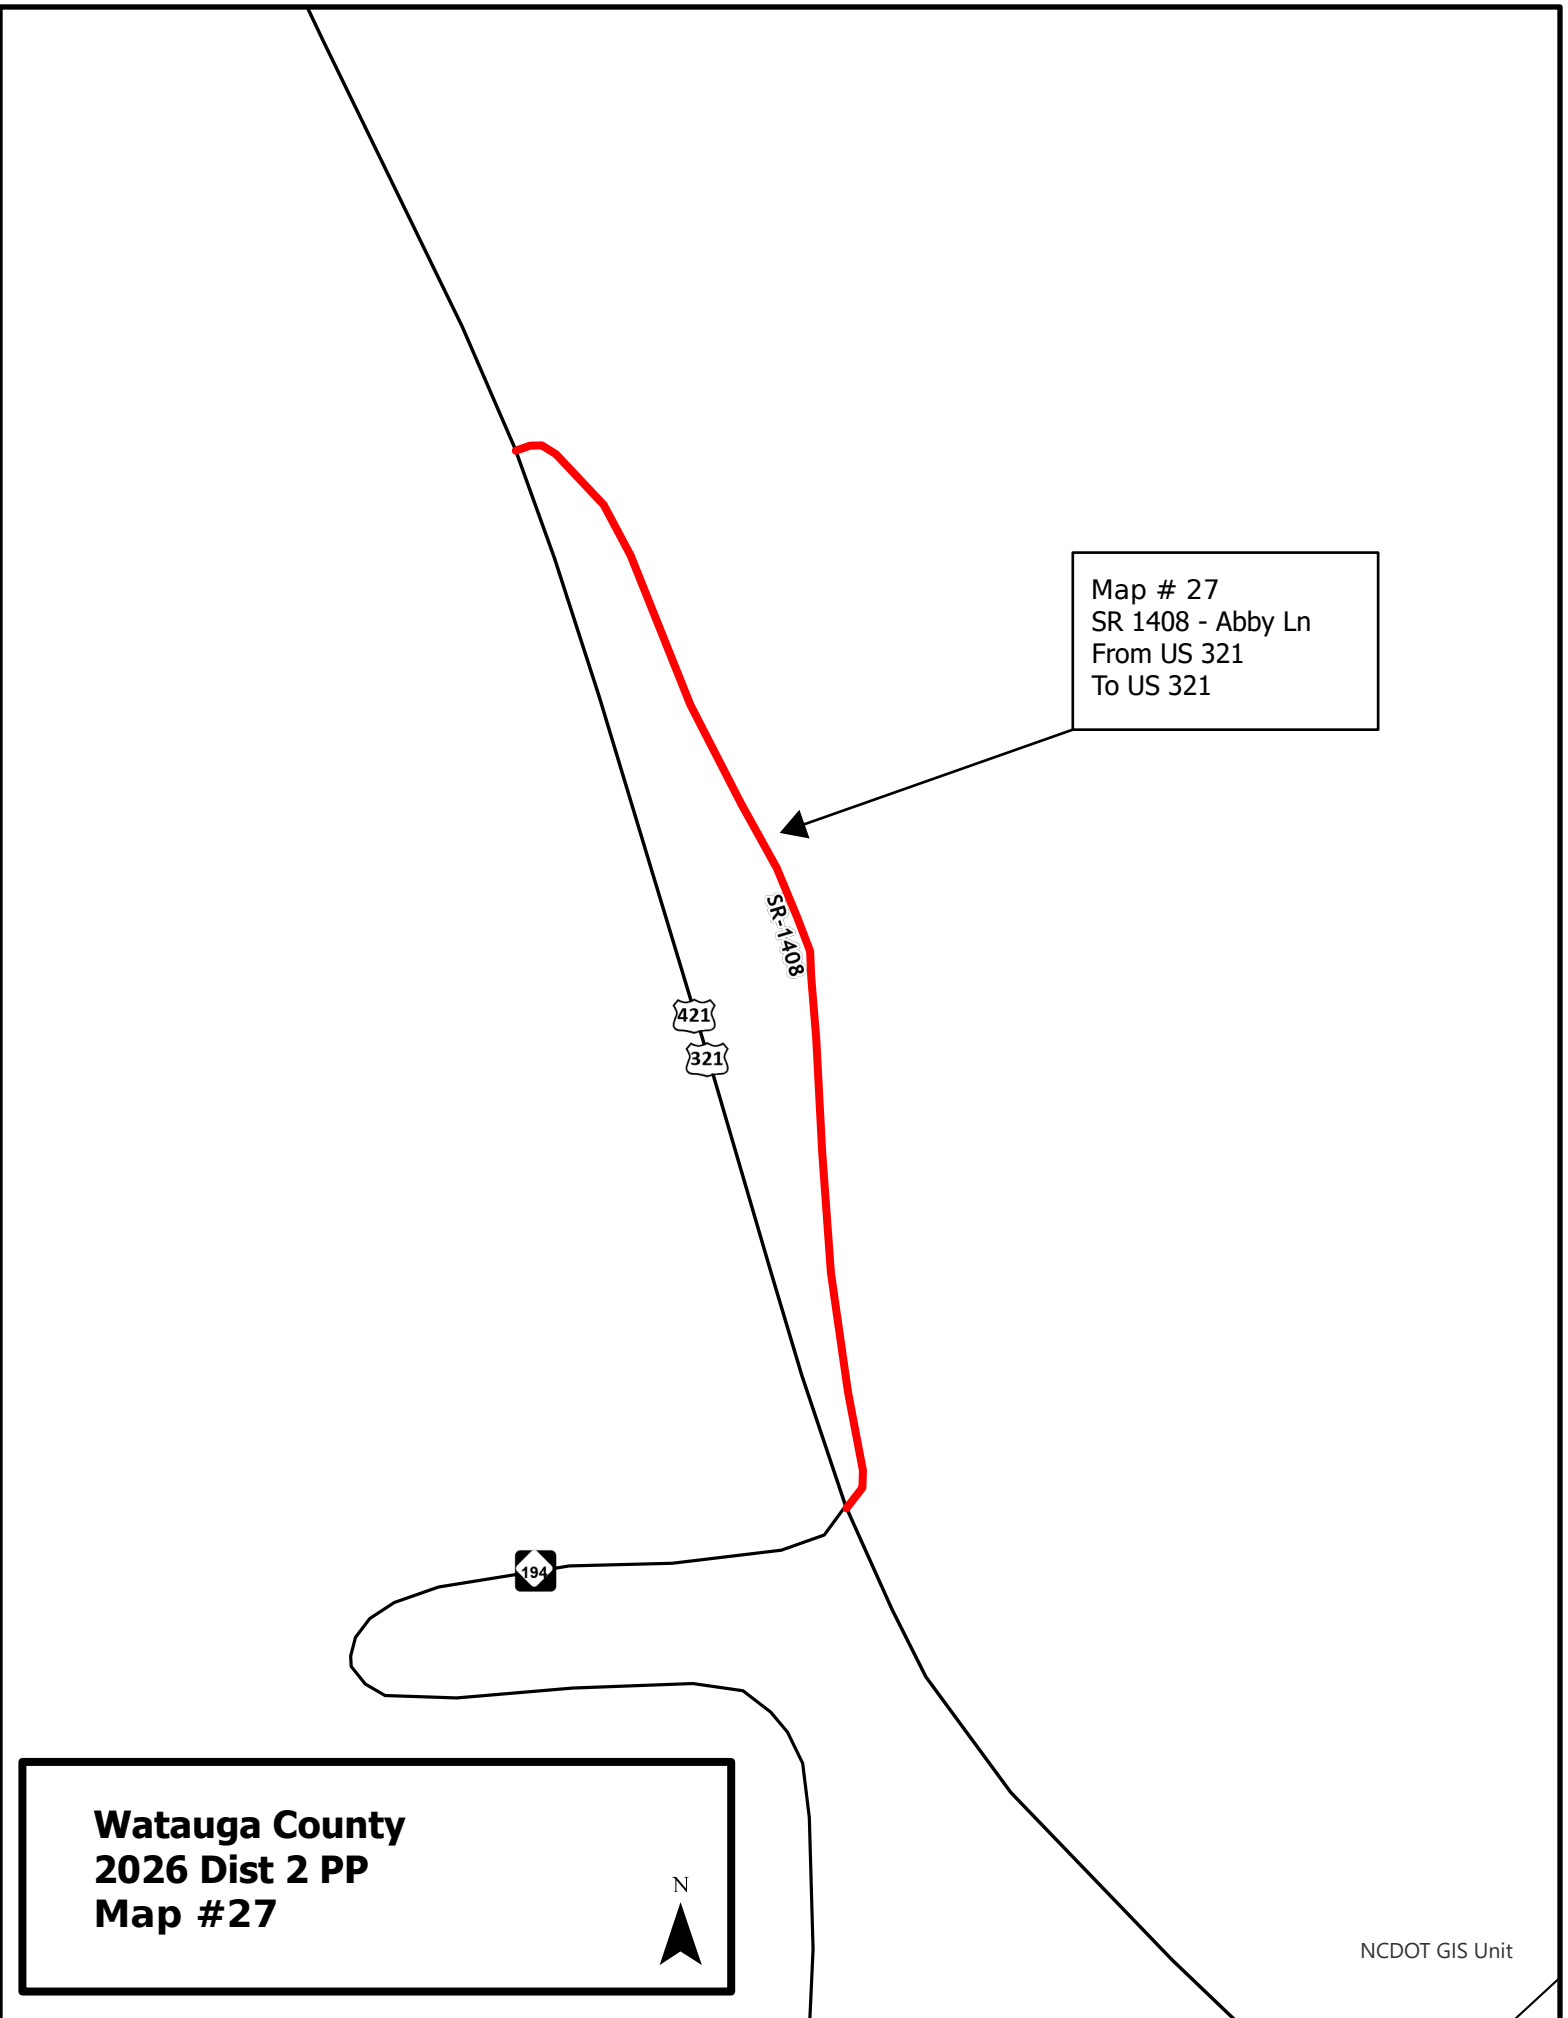 Map # 27
SR 1408 - Abby Ln
From US 321
To US 321
SR-1408
421
321
194
Watauga County
2026 Dist 2 PP
Map #27
N
NCDOT GIS Unit